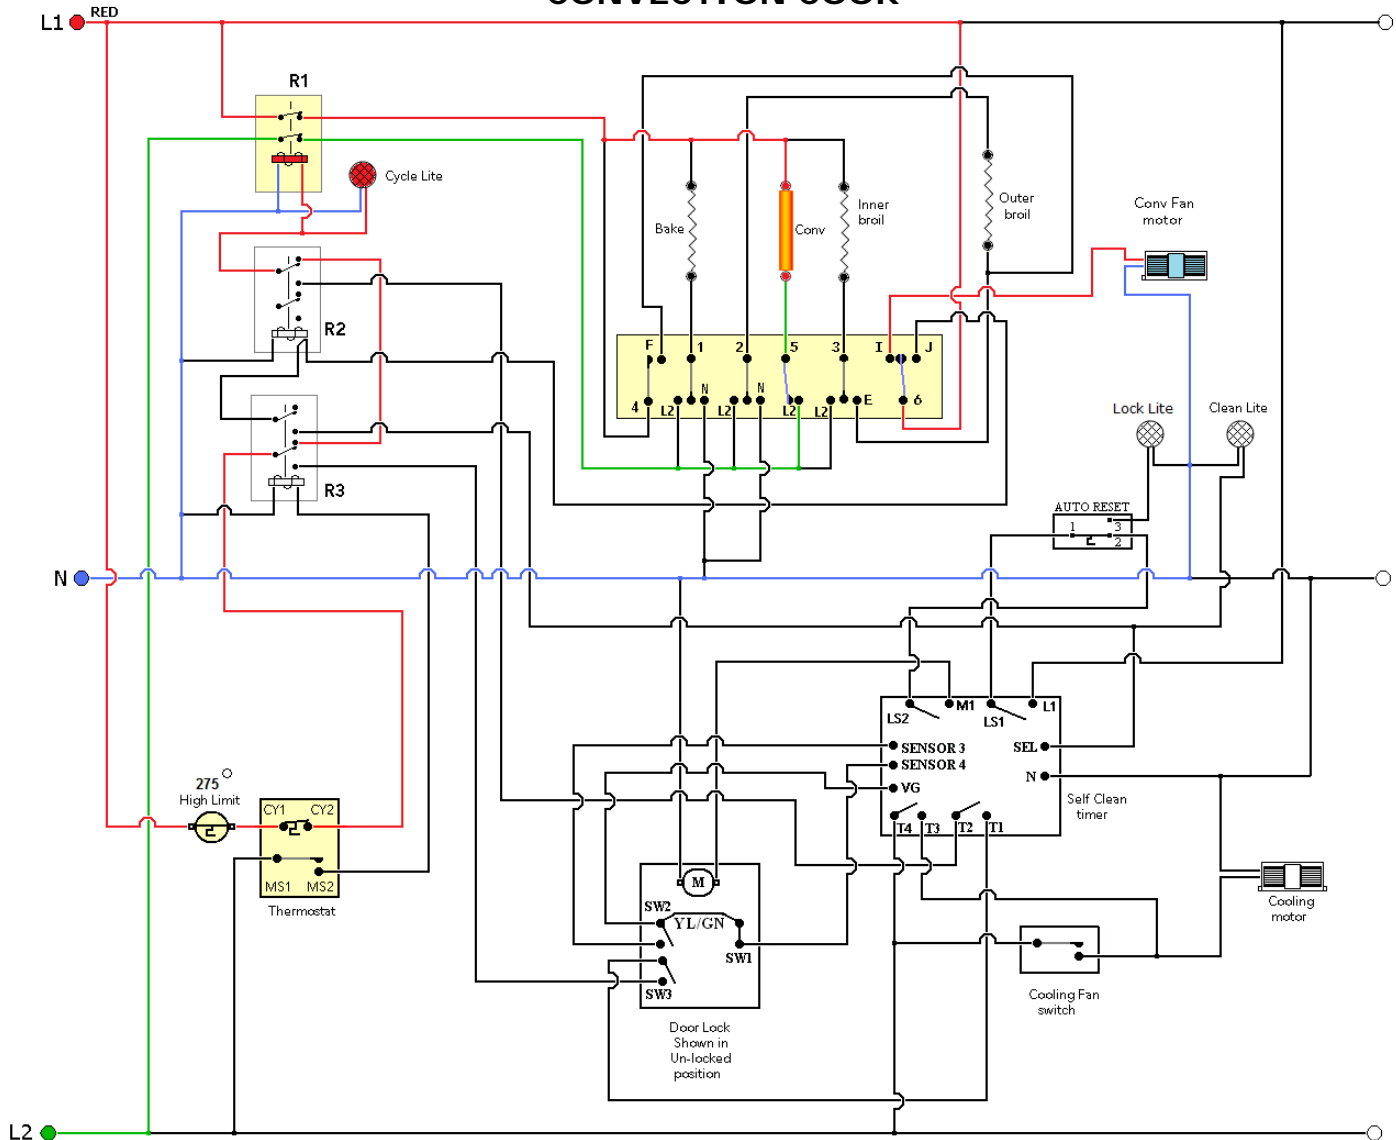 CONVECTION COOK
L1
RED
R1
Cycle Lite
Bake
Conv
Inner
broil
Outer
broil
Conv Fan
motor
R2
F
1
2
5
3
I
J
4
L2
N
L2
N
L2
L2
E
6
R3
Lock Lite
Clean Lite
AUTO RESET
1
3
2
N
LS2
M1
LS1
L1
SENSOR 3
SEL
SENSOR 4
N
VG
Self Clean
timer
T4
T3
T2
T1
275
High Limit
CY1
CY2
MS1
MS2
Thermostat
M
SW2
YL/GN
SW1
SW3
Cooling
motor
Cooling Fan
switch
Door Lock
Shown in
Un-locked
position
L2